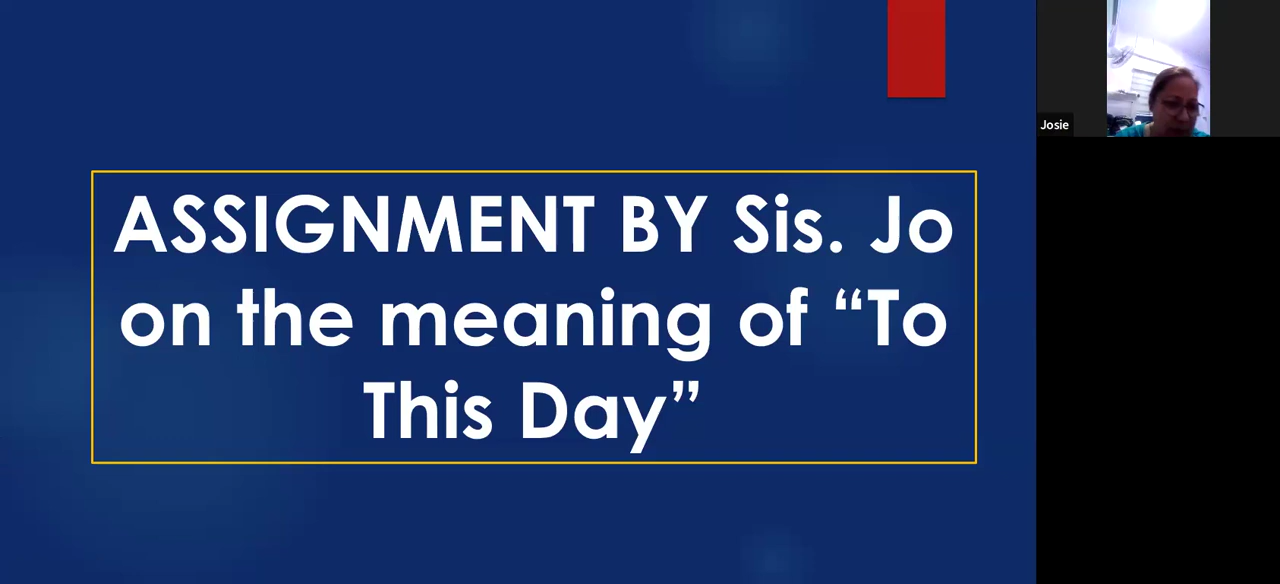 ASSIGNMENT BY Sis. Jo
on the meaning of “To
This Day”
Josie